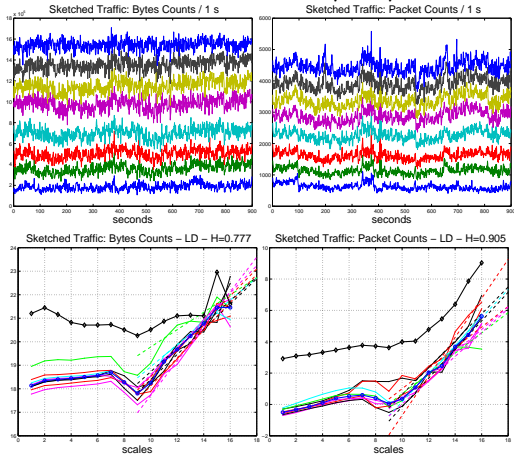 Sketched Traffic: Bytes Counts / 1 s
Sketched Traffic: Packet Counts / 1 s
18
16
14
12
10
8
6
4
2
0
6000
5000
4000
3000
2000
1000
0
0 100 200 300 400 500 600 700 800 900
0 100 200 300 400 500 600 700 800 900
seconds
seconds
Sketched Traffic: Bytes Counts − LD − H=0.777
Sketched Traffic: Packet Counts − LD − H=0.905
24
23
22
21
20
19
18
17
16
10
8
6
4
2
0
−2
0 2 4 6 8 10 12 14 16 18
0 2 4 6 8 10 12 14 16 18
scales
scales